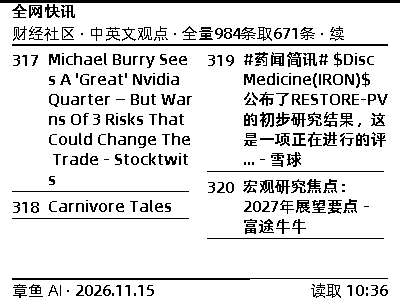 全网快讯
财经社区 · 中英文观点 · 全量984条取671条 · 续
317 Michael Burry See
s A 'Great' Nvidia
Quarter — But War
ns Of 3 Risks That
Could Change The
Trade - Stocktwit
s
318 Carnivore Tales
319 #药闻简讯# $Disc
Medicine(IRON)$
公布了RESTORE-PV
的初步研究结果，这
是一项正在进行的评
... - 雪球
320 宏观研究焦点：
2027年展望要点 -
富途牛牛
章鱼 AI · 2026.11.15
读取 10:36